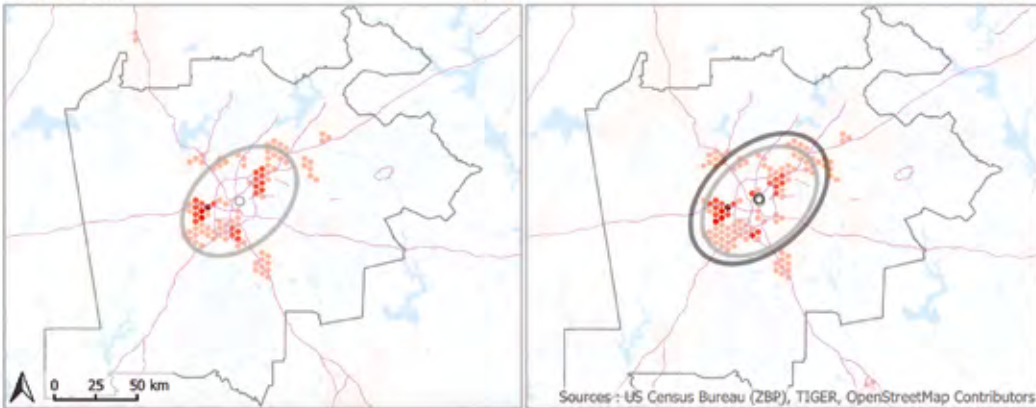 0 25 50 km
Sources : US Census Bureau (ZBP), TIGER, OpenStreetMap Contributors